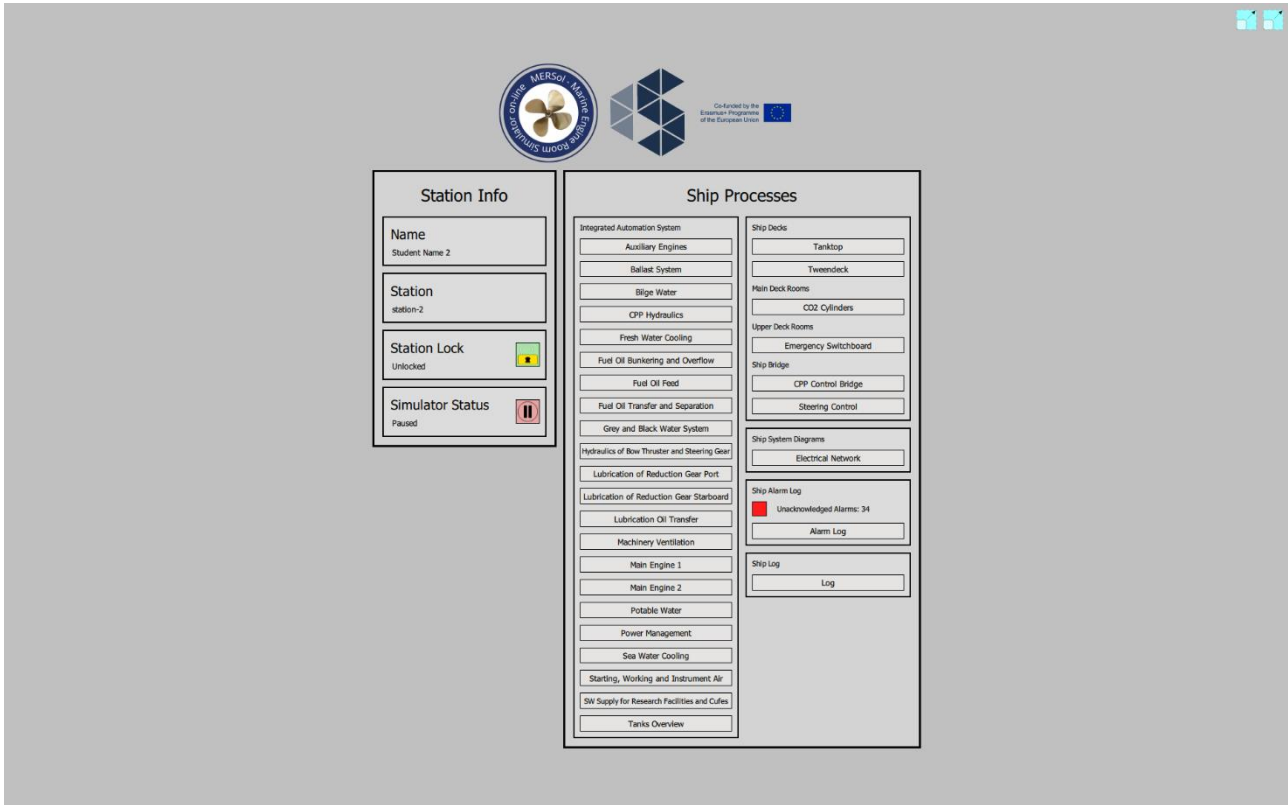 MERSol - Marine Engine Room Simulator on-line
Co-funded by the
Erasmus+ Programme
of the European Union
Station Info
Name
Student Name 2
Station
station-2
Station Lock
Unlocked
Simulator Status
Paused
Ship Processes
Integrated Automation System
Auxiliary Engines
Ballast System
Bilge Water
CPP Hydraulics
Fresh Water Cooling
Fuel Oil Bunkering and Overflow
Fuel Oil Feed
Fuel Oil Transfer and Separation
Grey and Black Water System
Hydraulics of Bow Thruster and Steering Gear
Lubrication of Reduction Gear Port
Lubrication of Reduction Gear Starboard
Lubrication Oil Transfer
Machinery Ventilation
Main Engine 1
Main Engine 2
Potable Water
Power Management
Sea Water Cooling
Starting, Working and Instrument Air
SW Supply for Research Facilities and Cufes
Tanks Overview
Ship Decks
Tanktop
Tweendeck
Main Deck Rooms
CO2 Cylinders
Upper Deck Rooms
Emergency Switchboard
Ship Bridge
CPP Control Bridge
Steering Control
Ship System Diagrams
Electrical Network
Ship Alarm Log
Unacknowledged Alarms: 34
Alarm Log
Ship Log
Log